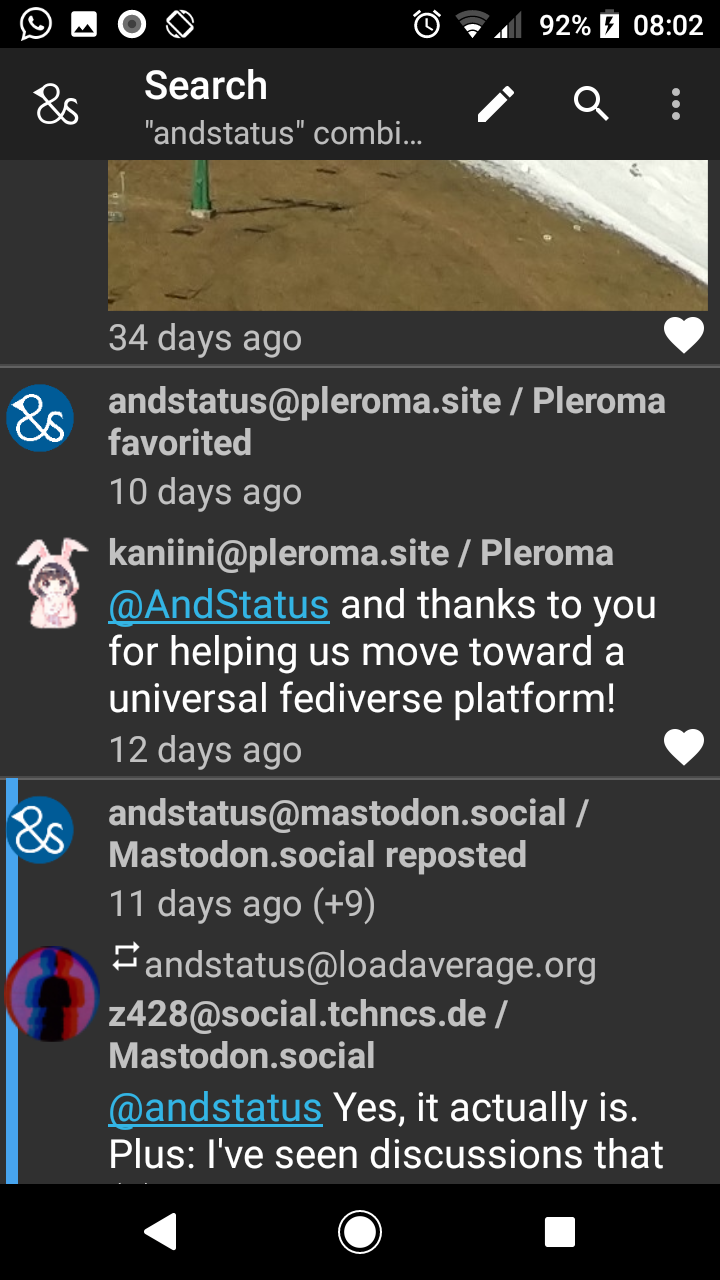 92% 08:02
Search
"andstatus" combi...
34 days ago
andstatus@pleroma.site / Pleroma
favorited
10 days ago
kaniini@pleroma.site / Pleroma
@AndStatus and thanks to you
for helping us move toward a
universal fediverse platform!
12 days ago
andstatus@mastodon.social /
Mastodon.social reposted
11 days ago (+9)
andstatus@loadaverage.org
z428@social.tchncs.de /
Mastodon.social
@andstatus Yes, it actually is.
Plus: I've seen discussions that